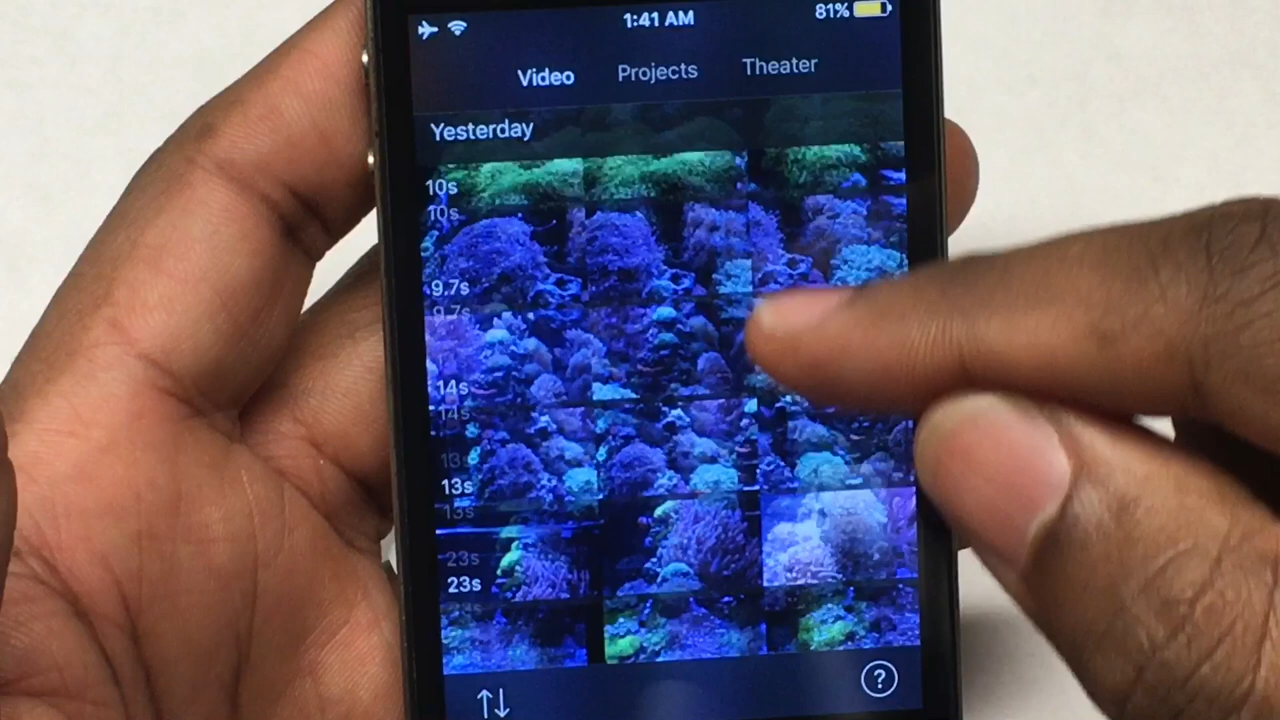 1:41 AM 81%
Video Projects Theater
Yesterday
10s
10s
9.7s
9.7s
14s
14s
13s
13s
13s
23s
23s
?